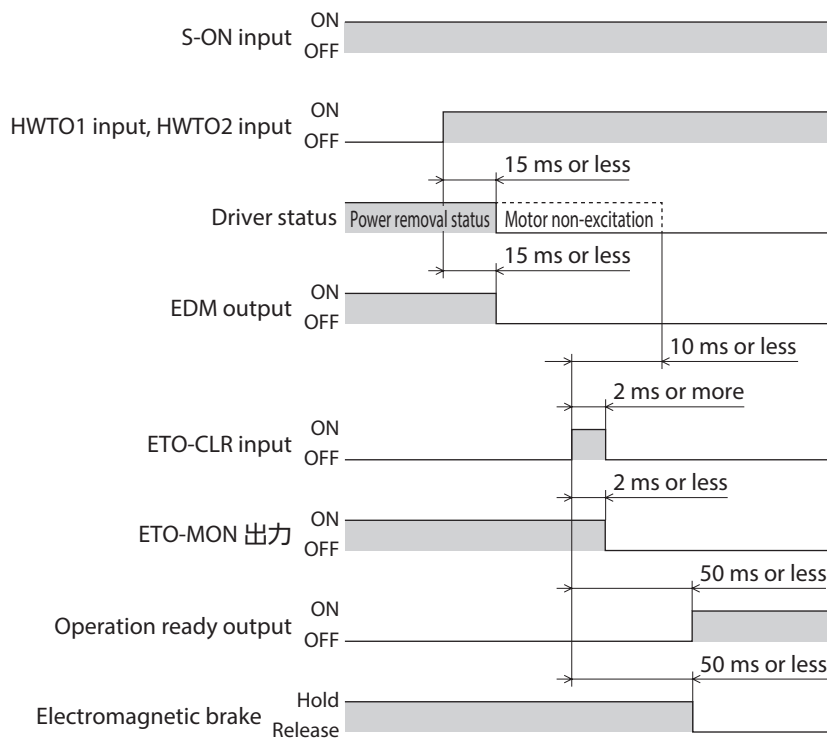 ON
S-ON input
OFF
ON
HWTO1 input, HWTO2 input
OFF
15 ms or less
Driver status
Power removal status
Motor non-excitation
15 ms or less
ON
EDM output
OFF
10 ms or less
2 ms or more
ON
ETO-CLR input
OFF
2 ms or less
ON
ETO-MON 出力
OFF
50 ms or less
ON
Operation ready output
OFF
50 ms or less
Hold
Electromagnetic brake
Release